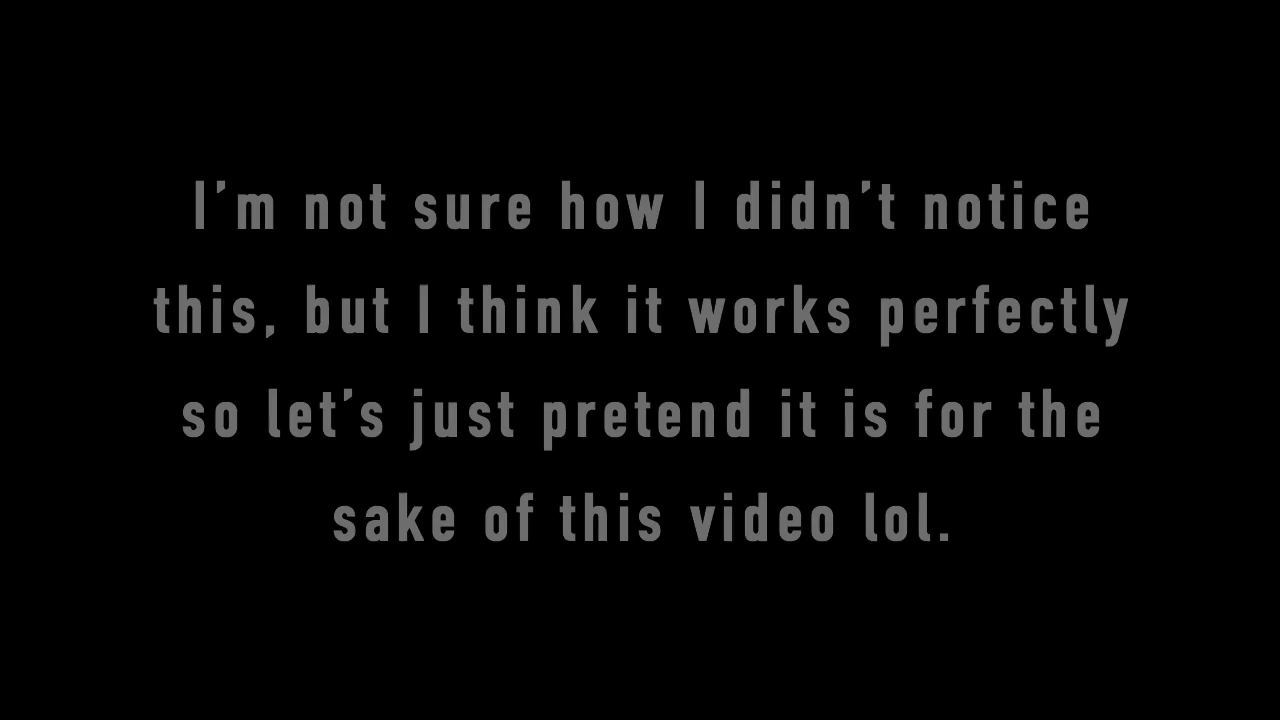 I’m not sure how I didn’t notice
this, but I think it works perfectly
so let’s just pretend it is for the
sake of this video lol.